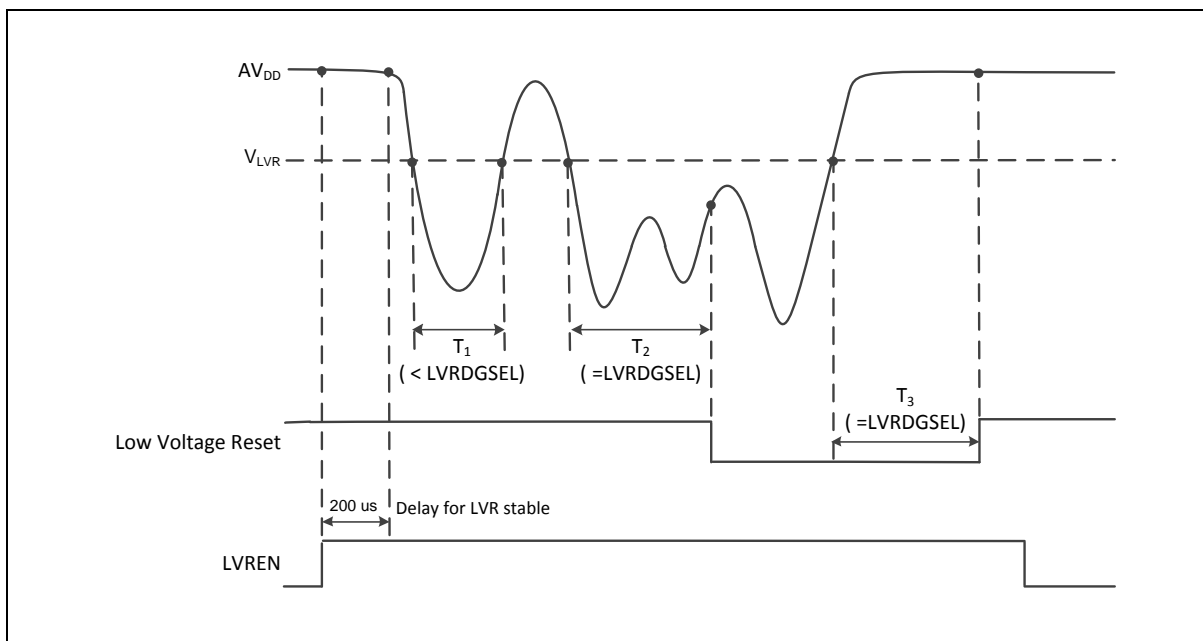 AVDD
VLVR
T1
( < LVRDGSEL)
T2
( =LVRDGSEL)
T3
( =LVRDGSEL)
Low Voltage Reset
200 us
Delay for LVR stable
LVREN